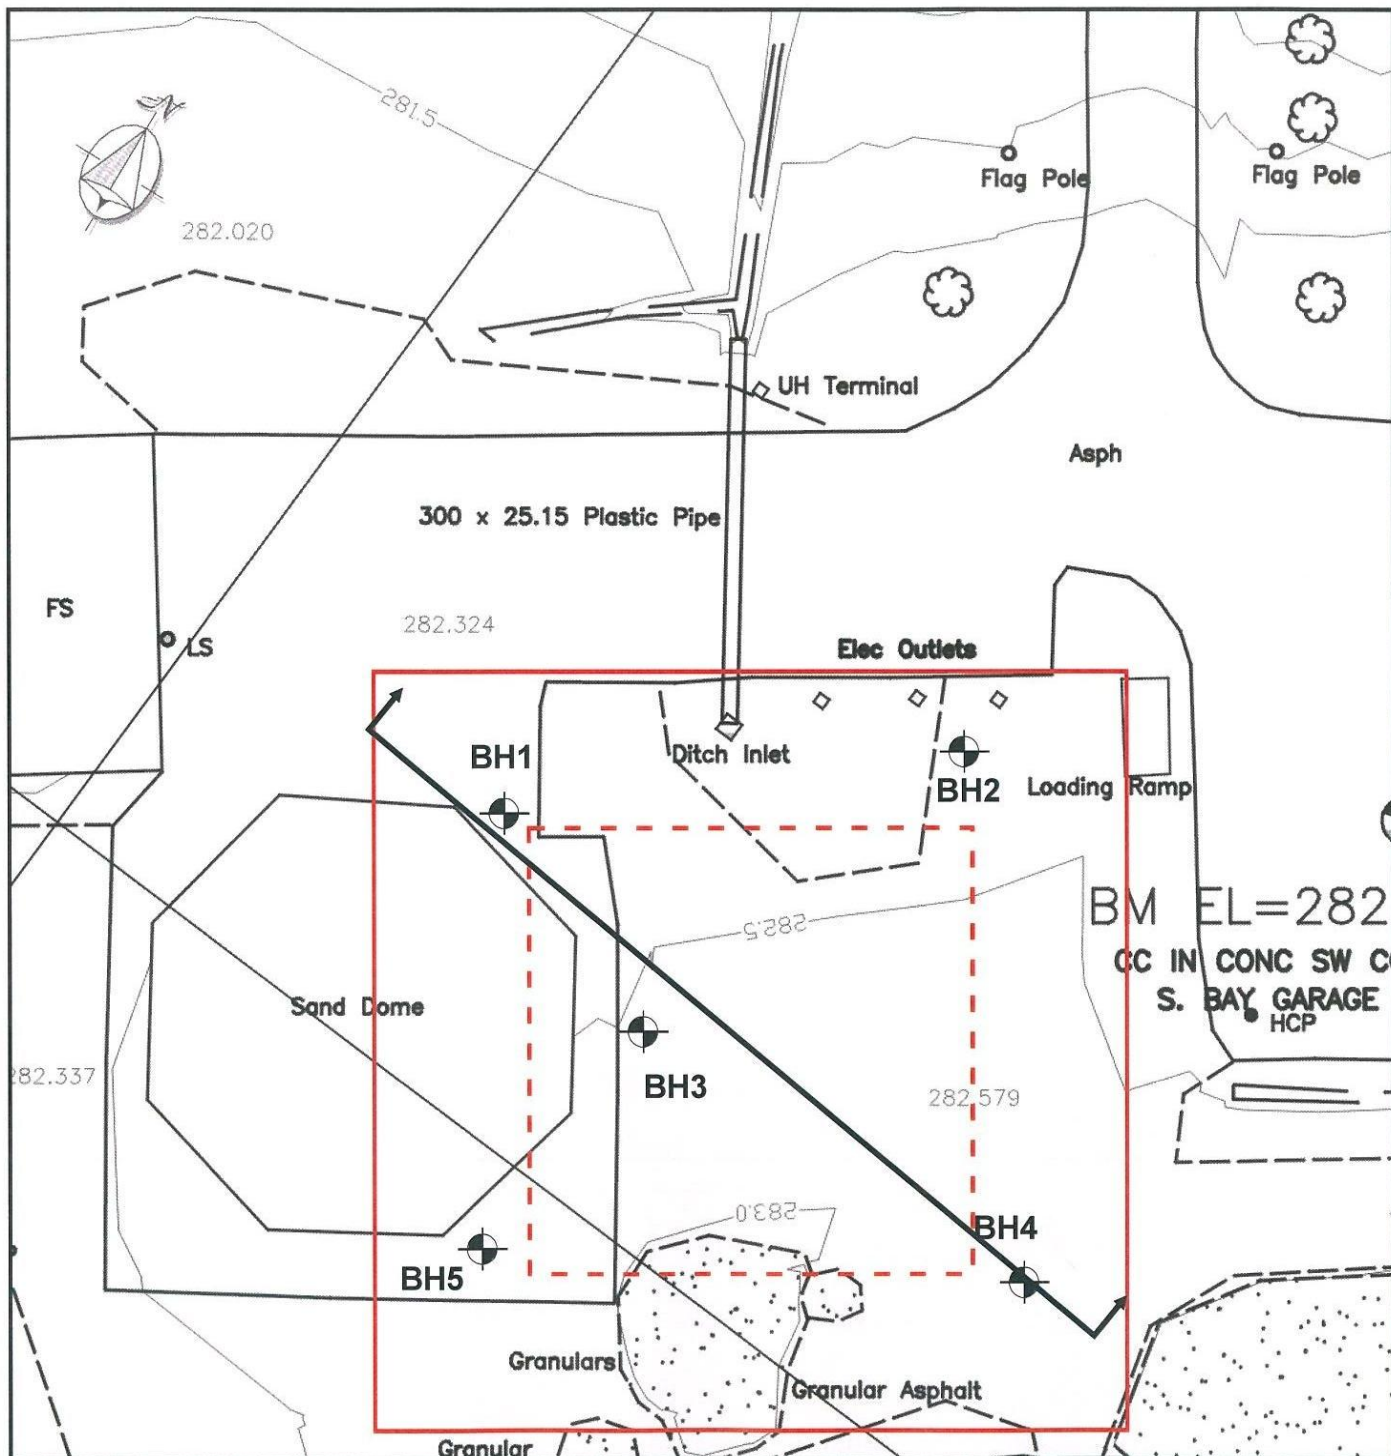 281.5
N
Flag Pole
Flag Pole
282.020
UH Terminal
Asph
300 x 25.15 Plastic Pipe
FS
282.324
LS
Elec Outlets
BH1
Ditch Inlet
BH2
Loading Ramp
BM EL=282
282.5
CC IN CONC SW CO
S. BAY GARAGE
Sand Dome
HCP
282.337
BH3
282.579
283.0
BH4
BH5
Granulars
Granular Asphalt
Granular